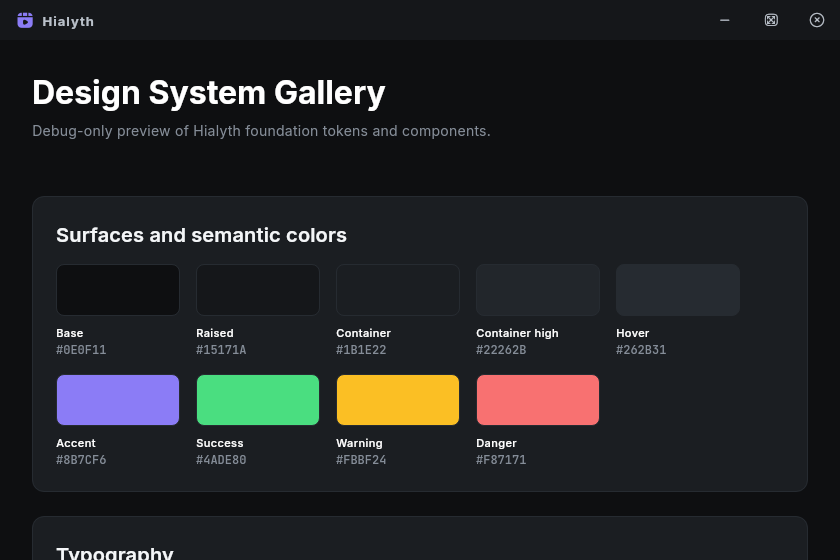 Hialyth
Design System Gallery
Debug-only preview of Hialyth foundation tokens and components.
Surfaces and semantic colors
Base
#0E0F11
Raised
#15171A
Container
#1B1E22
Container high
#22262B
Hover
#262B31
Accent
#8B7CF6
Success
#4ADE80
Warning
#FBBF24
Danger
#F87171
Typography